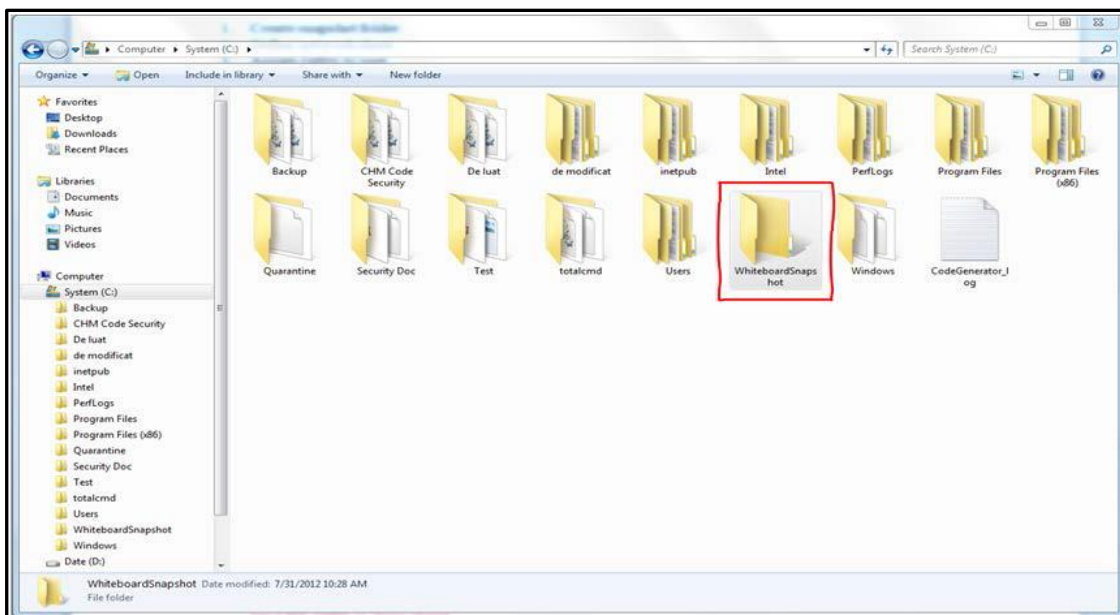 1. Create snapshot folder
Computer ▸ System (C:) ▸
Search System (C:)
Organize ▾ Open Include in library ▾ Share with ▾ New folder
Favorites
Desktop
Downloads
Recent Places
Libraries
Documents
Music
Pictures
Videos
Computer
System (C:)
Backup
CHM Code Security
De luat
de modificat
inetpub
Intel
PerfLogs
Program Files
Program Files (x86)
Quarantine
Security Doc
Test
totalcmd
Users
WhiteboardSnapshot
Windows
Date (D:)
Backup
CHM Code
Security
De luat
de modificat
inetpub
Intel
PerfLogs
Program Files
Program Files
(x86)
Quarantine
Security Doc
Test
totalcmd
Users
WhiteboardSnaps
hot
Windows
CodeGenerator_l
og
WhiteboardSnapshot Date modified: 7/31/2012 10:28 AM
File folder